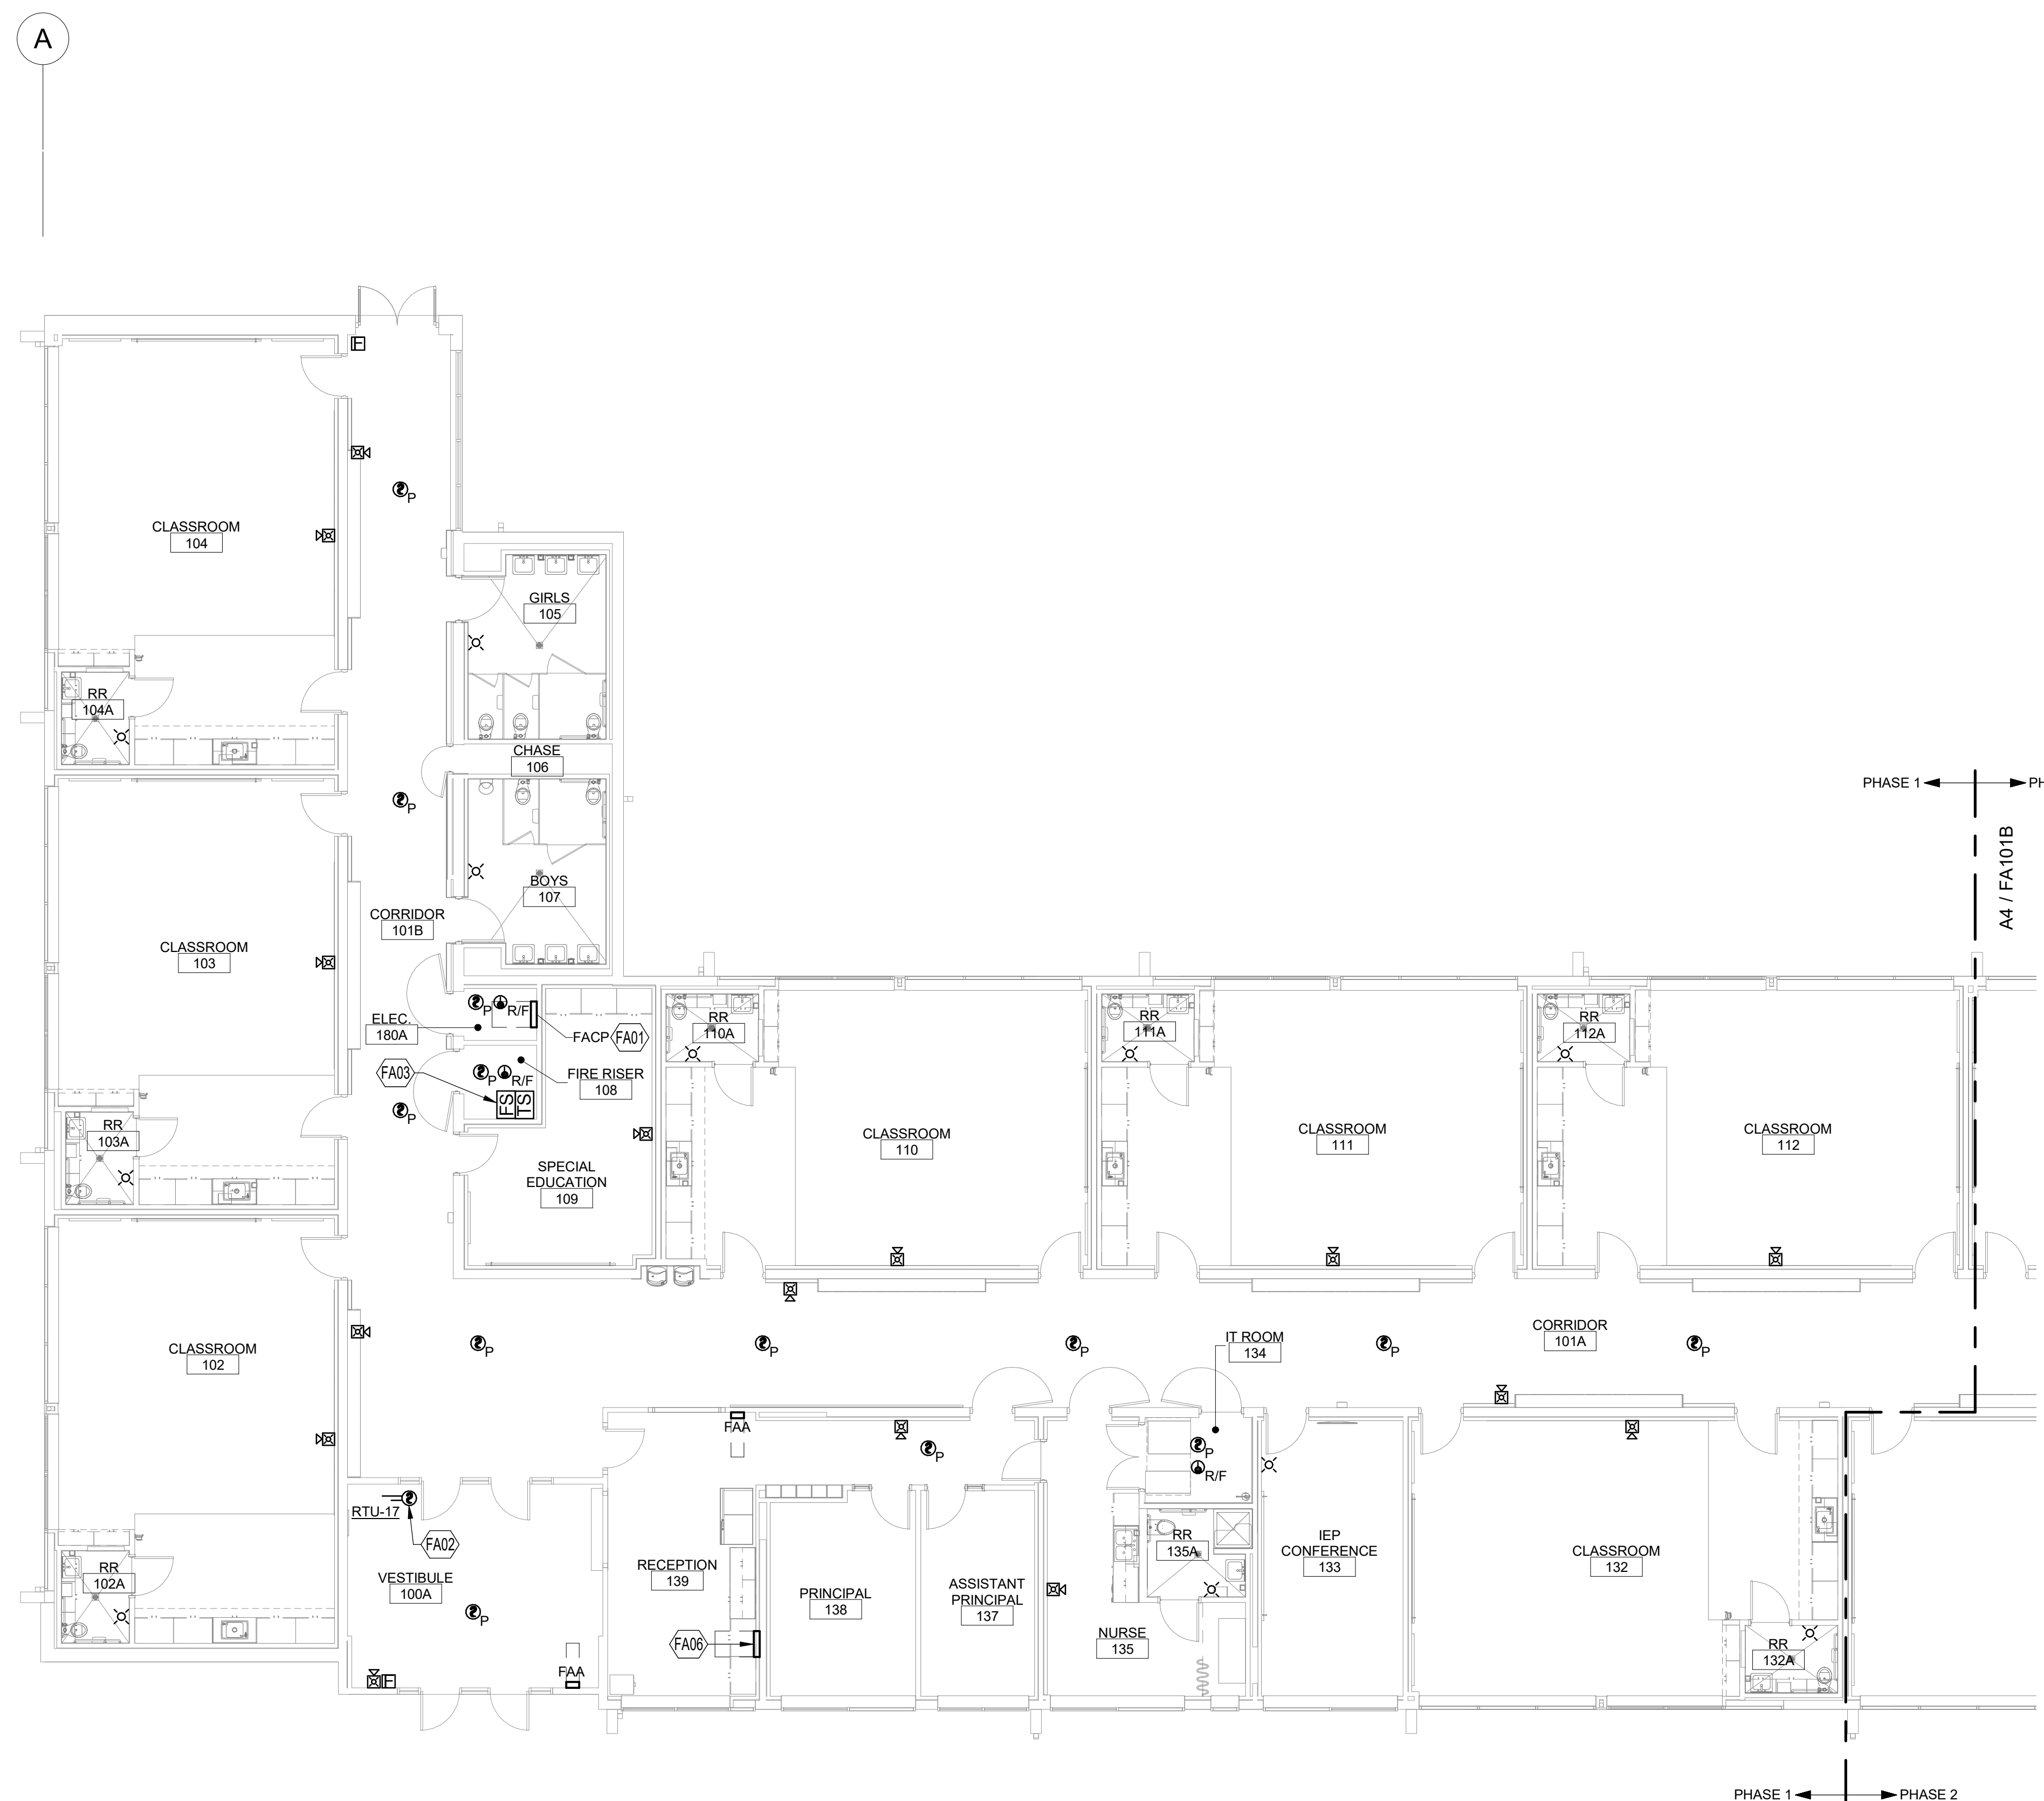 A
CLASSROOM
104
P
GIRLS
105
RR
104A
CHASE
106
PHASE 1
PH
P
A4 / FA101B
BOYS
107
CORRIDOR
101B
CLASSROOM
103
P
R/F
ELEC.
180A
FACP
FA01
RR
110A
RR
111A
RR
112A
FA03
P
R/F
FIRE RISER
108
FS
TS
P
RR
103A
CLASSROOM
110
CLASSROOM
111
CLASSROOM
112
SPECIAL
EDUCATION
109
CORRIDOR
101A
IT ROOM
134
CLASSROOM
102
P
P
P
P
P
FAA
P
P
R/F
RTU-17
FA02
RR
135A
IEP
CONFERENCE
133
CLASSROOM
132
RR
102A
VESTIBULE
100A
RECEPTION
139
PRINCIPAL
138
ASSISTANT
PRINCIPAL
137
P
NURSE
135
FA06
RR
132A
FAA
F
F
PHASE 1
PHASE 2